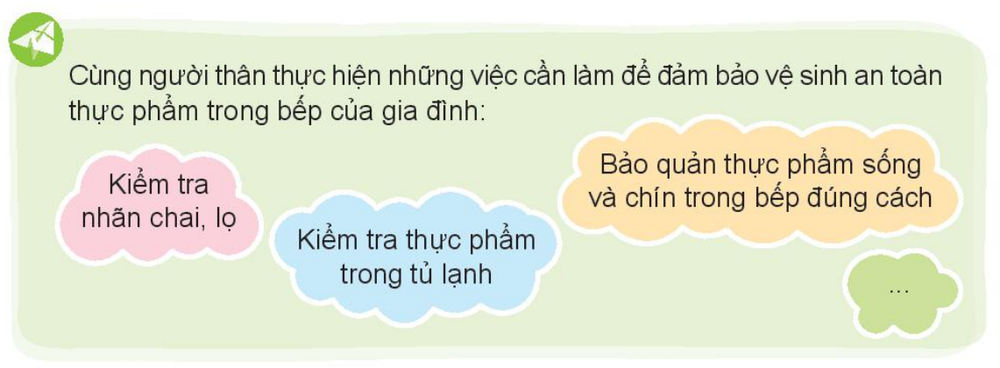 Cùng người thân thực hiện những việc cần làm để đảm bảo vệ sinh an toàn
thực phẩm trong bếp của gia đình:
Kiểm tra
nhãn chai, lọ
Kiểm tra thực phẩm
trong tủ lạnh
Bảo quản thực phẩm sống
và chín trong bếp đúng cách
...